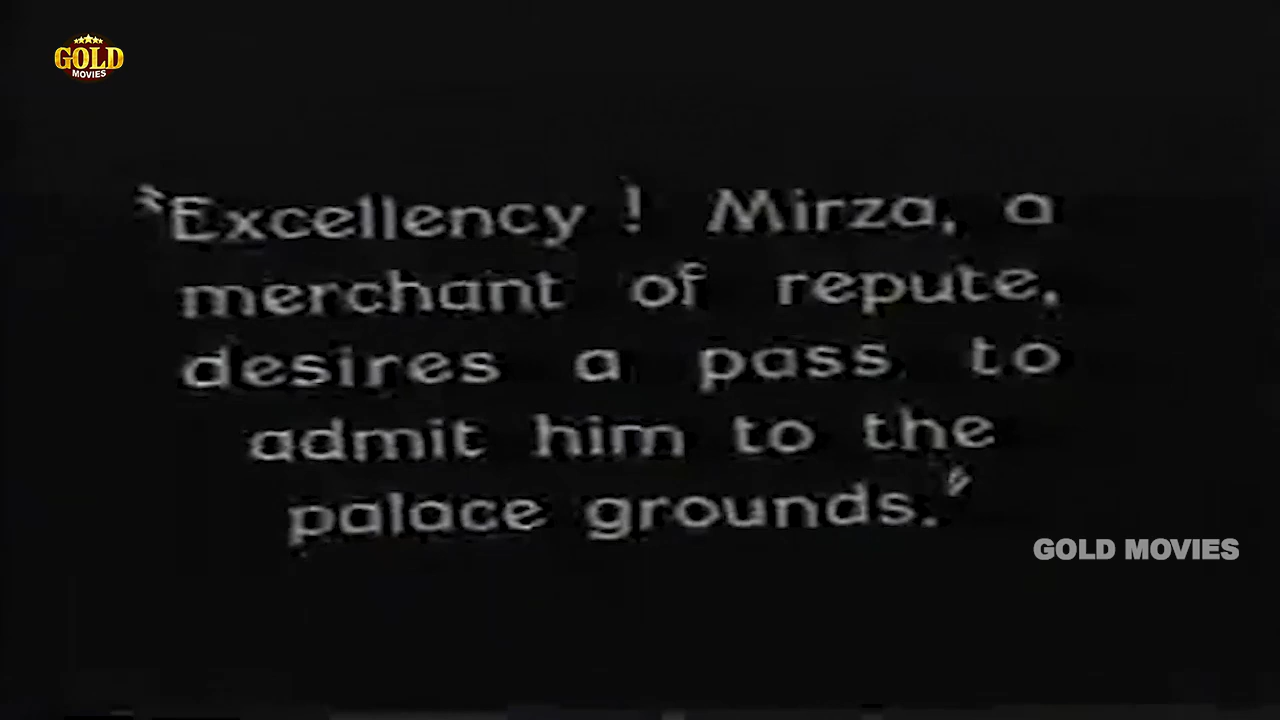 GOLD
MOVIES
"Excellency ! Mirza, a
merchant of repute,
desires a pass to
admit him to the
palace grounds."
GOLD MOVIES